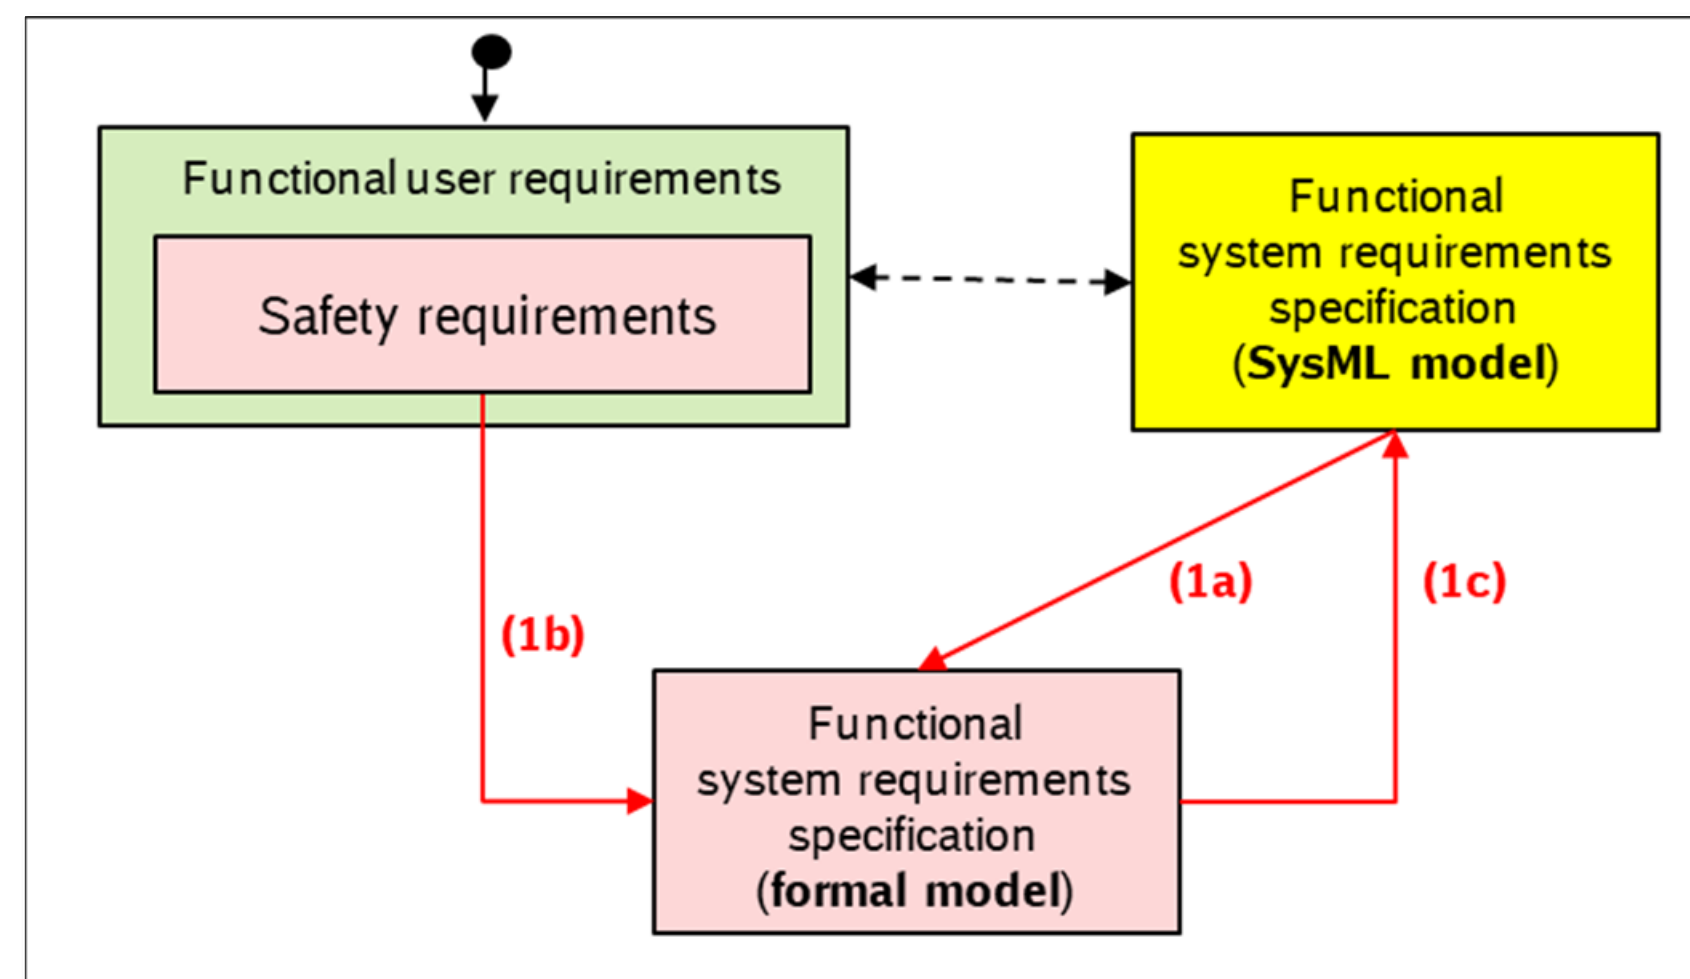 Functional user requirements
Safety requirements
Functional
system requirements
specification
(SysML model)
(1a)
(1c)
(1b)
Functional
system requirements
specification
(formal model)